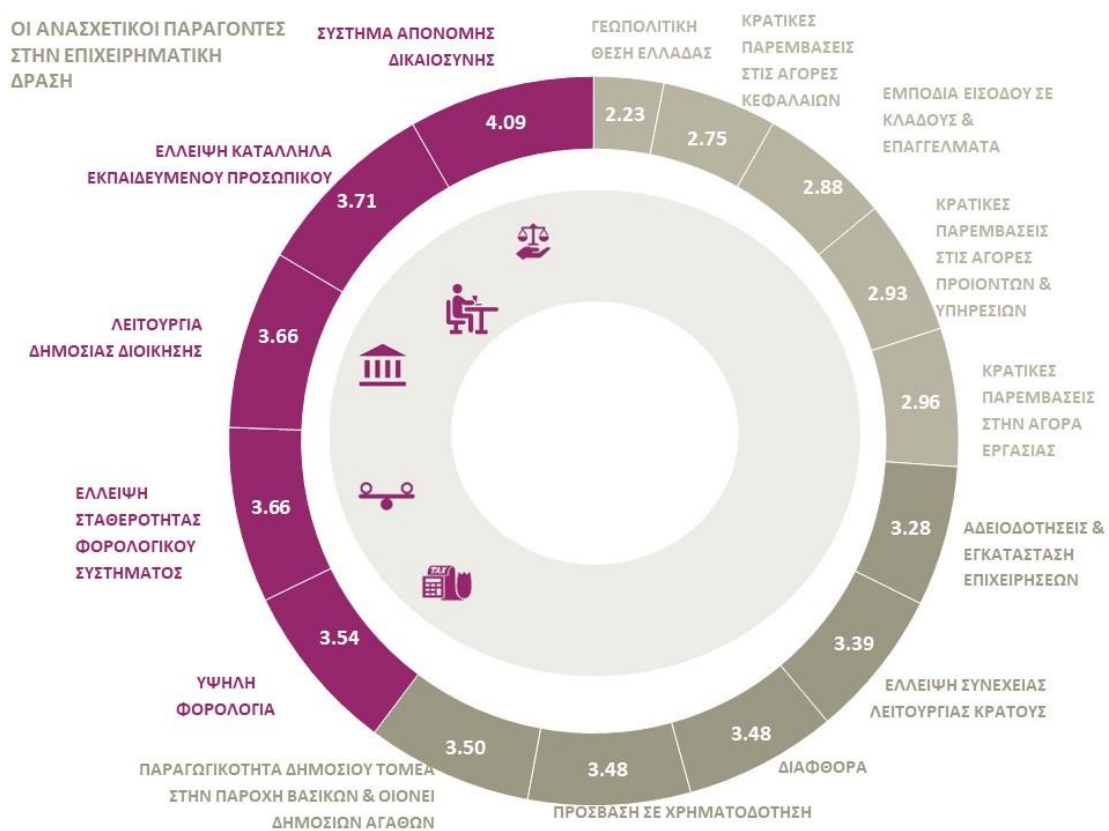 ΟΙ ΑΝΑΣΧΕΤΙΚΟΙ ΠΑΡΑΓΟΝΤΕΣ
ΣΤΗΝ ΕΠΙΧΕΙΡΗΜΑΤΙΚΗ
ΔΡΑΣΗ
ΣΥΣΤΗΜΑ ΑΠΟΝΟΜΗΣ
ΔΙΚΑΙΟΣΥΝΗΣ
4.09
ΓΕΩΠΟΛΙΤΙΚΗ
ΘΕΣΗ ΕΛΛΑΔΑΣ
2.23
ΚΡΑΤΙΚΕΣ
ΠΑΡΕΜΒΑΣΕΙΣ
ΣΤΙΣ ΑΓΟΡΕΣ
ΚΕΦΑΛΑΙΩΝ
2.75
ΕΜΠΟΔΙΑ ΕΙΣΟΔΟΥ ΣΕ
ΚΛΑΔΟΥΣ &
ΕΠΑΓΓΕΛΜΑΤΑ
2.88
ΚΡΑΤΙΚΕΣ
ΠΑΡΕΜΒΑΣΕΙΣ
ΣΤΙΣ ΑΓΟΡΕΣ
ΠΡΟΙΟΝΤΩΝ &
ΥΠΗΡΕΣΙΩΝ
2.93
ΚΡΑΤΙΚΕΣ
ΠΑΡΕΜΒΑΣΕΙΣ
ΣΤΗΝ ΑΓΟΡΑ
ΕΡΓΑΣΙΑΣ
2.96
ΑΔΕΙΟΔΟΤΗΣΕΙΣ &
ΕΓΚΑΤΑΣΤΑΣΗ
ΕΠΙΧΕΙΡΗΣΕΩΝ
3.28
ΕΛΛΕΙΨΗ ΣΥΝΕΧΕΙΑΣ
ΛΕΙΤΟΥΡΓΙΑΣ ΚΡΑΤΟΥΣ
3.39
ΔΙΑΦΘΟΡΑ
3.48
ΠΡΟΣΒΑΣΗ ΣΕ ΧΡΗΜΑΤΟΔΟΤΗΣΗ
3.48
ΠΑΡΑΓΩΓΙΚΟΤΗΤΑ ΔΗΜΟΣΙΟΥ ΤΟΜΕΑ
ΣΤΗΝ ΠΑΡΟΧΗ ΒΑΣΙΚΩΝ & ΟΙΟΝΕΙ
ΔΗΜΟΣΙΩΝ ΑΓΑΘΩΝ
3.50
ΥΨΗΛΗ
ΦΟΡΟΛΟΓΙΑ
3.54
ΕΛΛΕΙΨΗ
ΣΤΑΘΕΡΟΤΗΤΑΣ
ΦΟΡΟΛΟΓΙΚΟΥ
ΣΥΣΤΗΜΑΤΟΣ
3.66
ΛΕΙΤΟΥΡΓΙΑ
ΔΗΜΟΣΙΑΣ ΔΙΟΙΚΗΣΗΣ
3.66
ΕΛΛΕΙΨΗ ΚΑΤΑΛΛΗΛΑ
ΕΚΠΑΙΔΕΥΜΕΝΟΥ ΠΡΟΣΩΠΙΚΟΥ
3.71
TAX